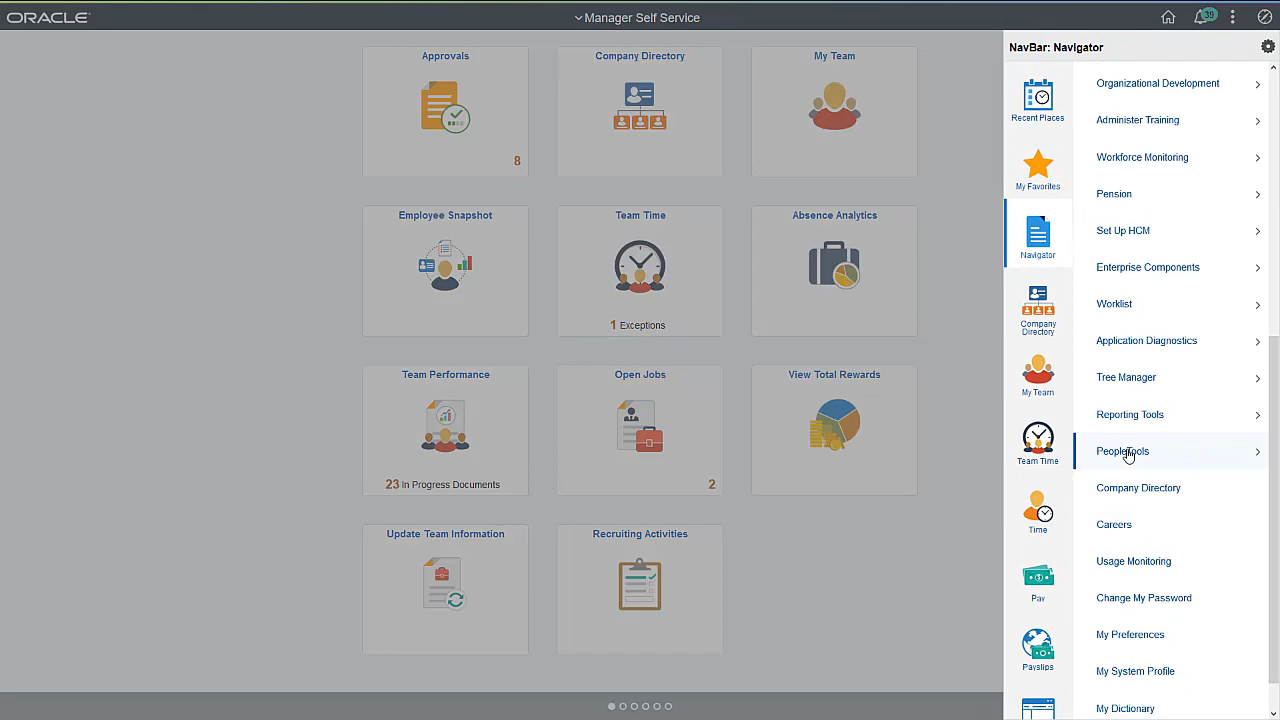 ORACLE
Manager Self Service
39
Approvals
8
Company Directory
My Team
Employee Snapshot
Team Time
1 Exceptions
Absence Analytics
Team Performance
23 In Progress Documents
Open Jobs
2
View Total Rewards
Update Team Information
Recruiting Activities
NavBar: Navigator
Recent Places
My Favorites
Navigator
Company
Directory
My Team
Team Time
Time
Pay
Payslips
Organizational Development
Administer Training
Workforce Monitoring
Pension
Set Up HCM
Enterprise Components
Worklist
Application Diagnostics
Tree Manager
Reporting Tools
PeopleTools
Company Directory
Careers
Usage Monitoring
Change My Password
My Preferences
My System Profile
My Dictionary